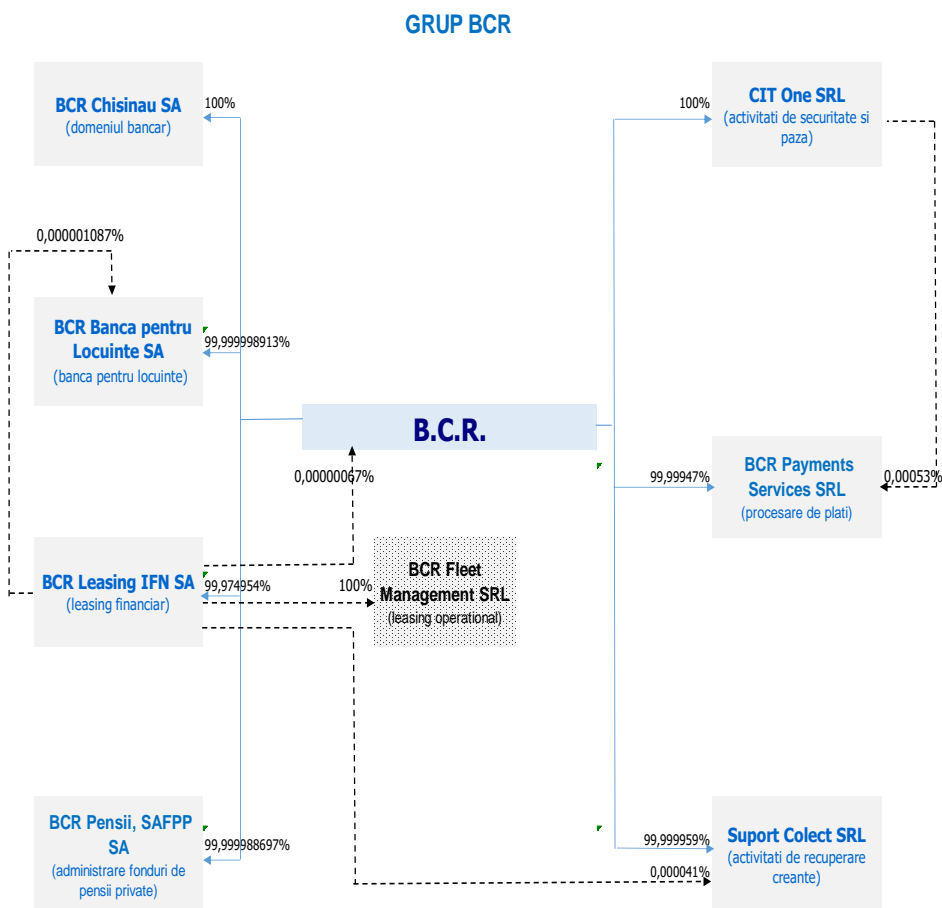 GRUP BCR
BCR Chisinau SA
(domeniul bancar)
100%
100%
CIT One SRL
(activitati de securitate si
paza)
0,000001087%
BCR Banca pentru
Locuinte SA
(banca pentru locuinte)
99,999998913%
B.C.R.
0,00000067%
99,99947%
BCR Payments
Services SRL
(procesare de plati)
0,00053%
BCR Leasing IFN SA
(leasing financiar)
99,974954%
100%
BCR Fleet
Management SRL
(leasing operational)
BCR Pensii, SAFPP
SA
(administrare fonduri de
pensii private)
99,999988697%
99,999959%
0,000041%
Suport Colect SRL
(activitati de recuperare
creante)